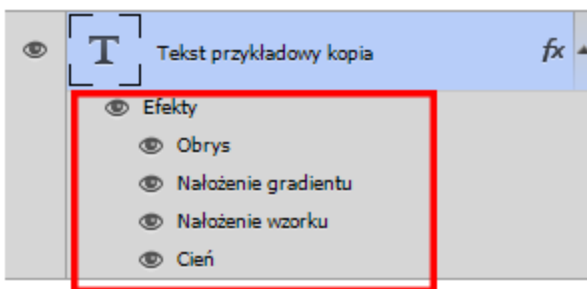 T Tekst przykładowy kopia fx
Efekty
Obrys
Nałożenie gradientu
Nałożenie wzorku
Cień